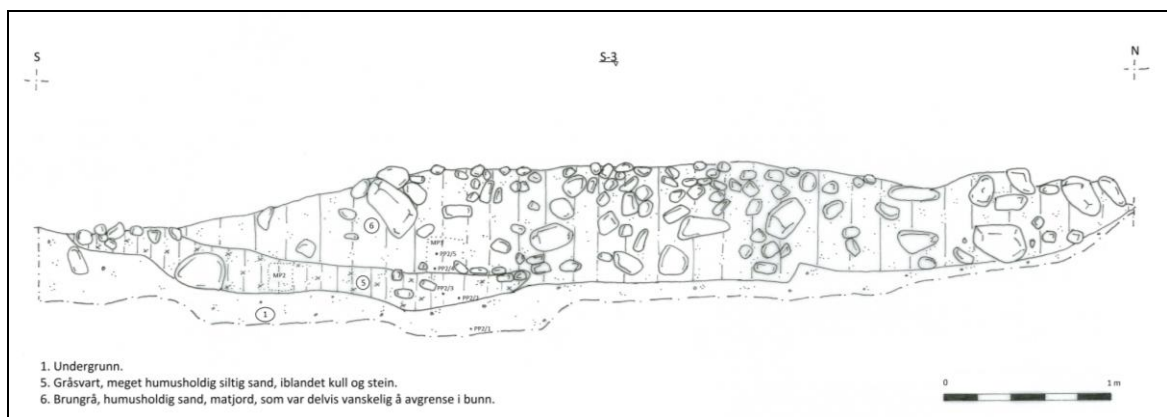 S
S-3
N
6
MP1
PP2/5
PP2/4
5
MP2
PP2/3
PP2/2
1
PP2/1
1. Undergrunn.
5. Gråsvart, meget humusholdig siltig sand, iblandet kull og stein.
6. Brungrå, humusholdig sand, matjord, som var delvis vanskelig å avgrense i bunn.
0 1 m